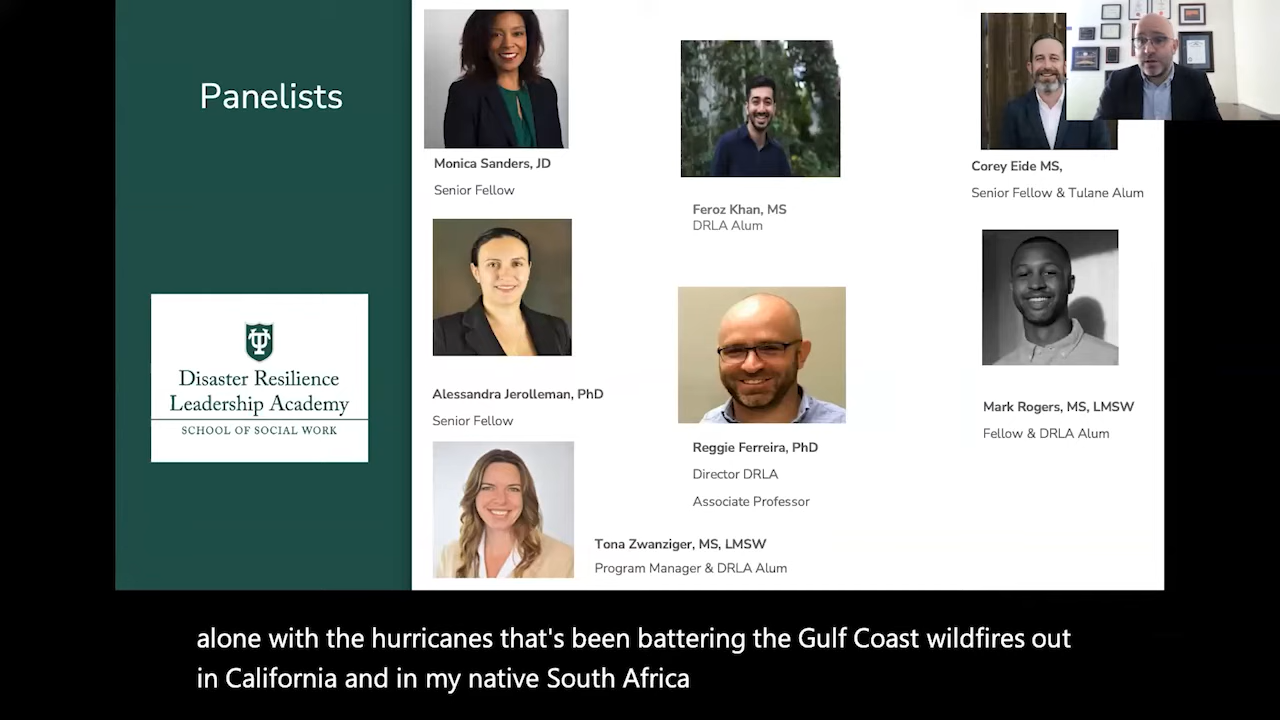 Panelists
Monica Sanders, JD
Senior Fellow
Feroz Khan, MS
DRLA Alum
Corey Eide MS,
Senior Fellow & Tulane Alum
Alessandra Jerolleman, PhD
Senior Fellow
Reggie Ferreira, PhD
Director DRLA
Associate Professor
Mark Rogers, MS, LMSW
Fellow & DRLA Alum
Tona Zwanziger, MS, LMSW
Program Manager & DRLA Alum
Disaster Resilience
Leadership Academy
SCHOOL OF SOCIAL WORK
alone with the hurricanes that's been battering the Gulf Coast wildfires out
in California and in my native South Africa